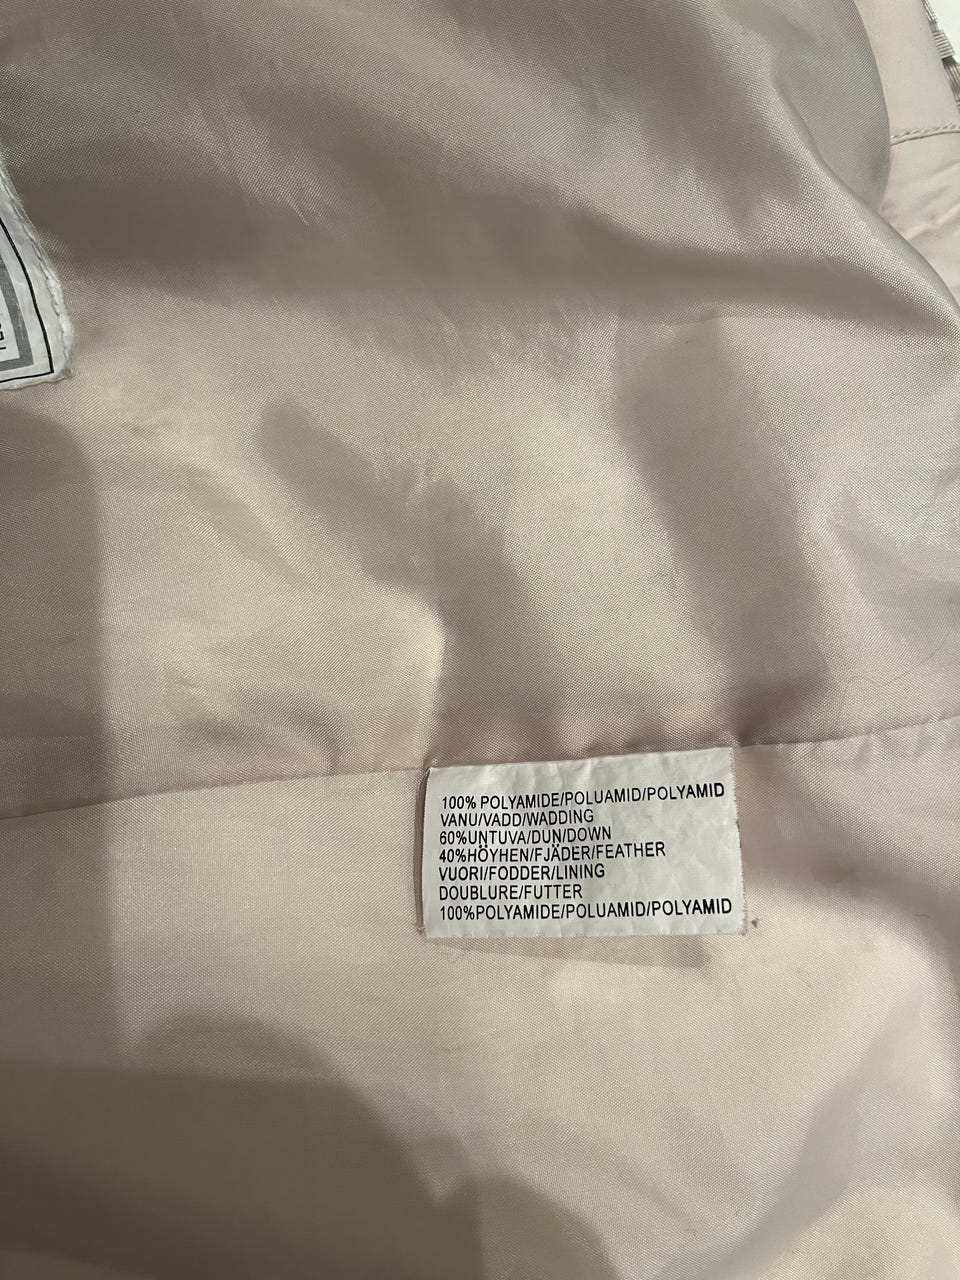 100% POLYAMIDE/POLUAMID/POLYAMID
VANU/VADD/WADDING
60%UNTUVA/DUN/DOWN
40%HÖYHEN/FJÄDER/FEATHER
VUORI/FODDER/LINING
DOUBLURE/FUTTER
100%POLYAMIDE/POLUAMID/POLYAMID